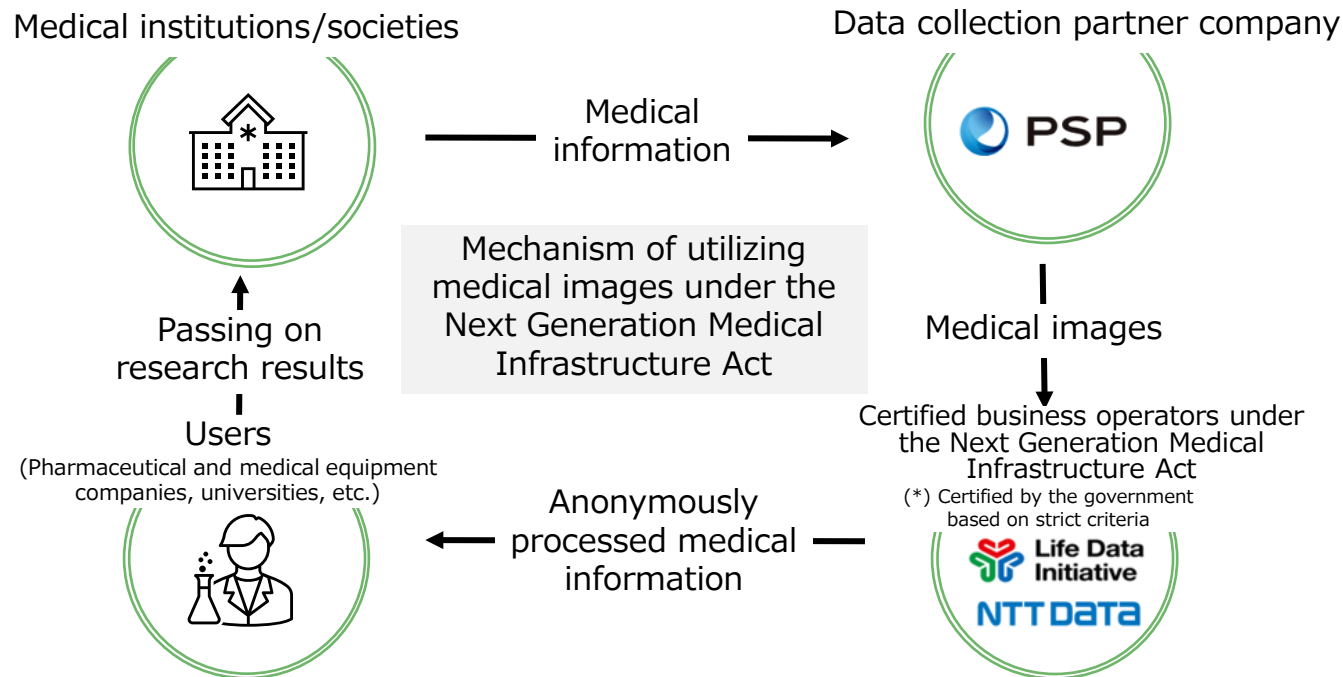 Medical institutions/societies
Data collection partner company
Medical
information
PSP
Mechanism of utilizing
medical images under the
Next Generation Medical
Infrastructure Act
Passing on
research results
Medical images
Users
(Pharmaceutical and medical equipment
companies, universities, etc.)
Certified business operators under
the Next Generation Medical
Infrastructure Act
(*) Certified by the government
based on strict criteria
Anonymously
processed medical
information
Life Data
Initiative
NTT DATA